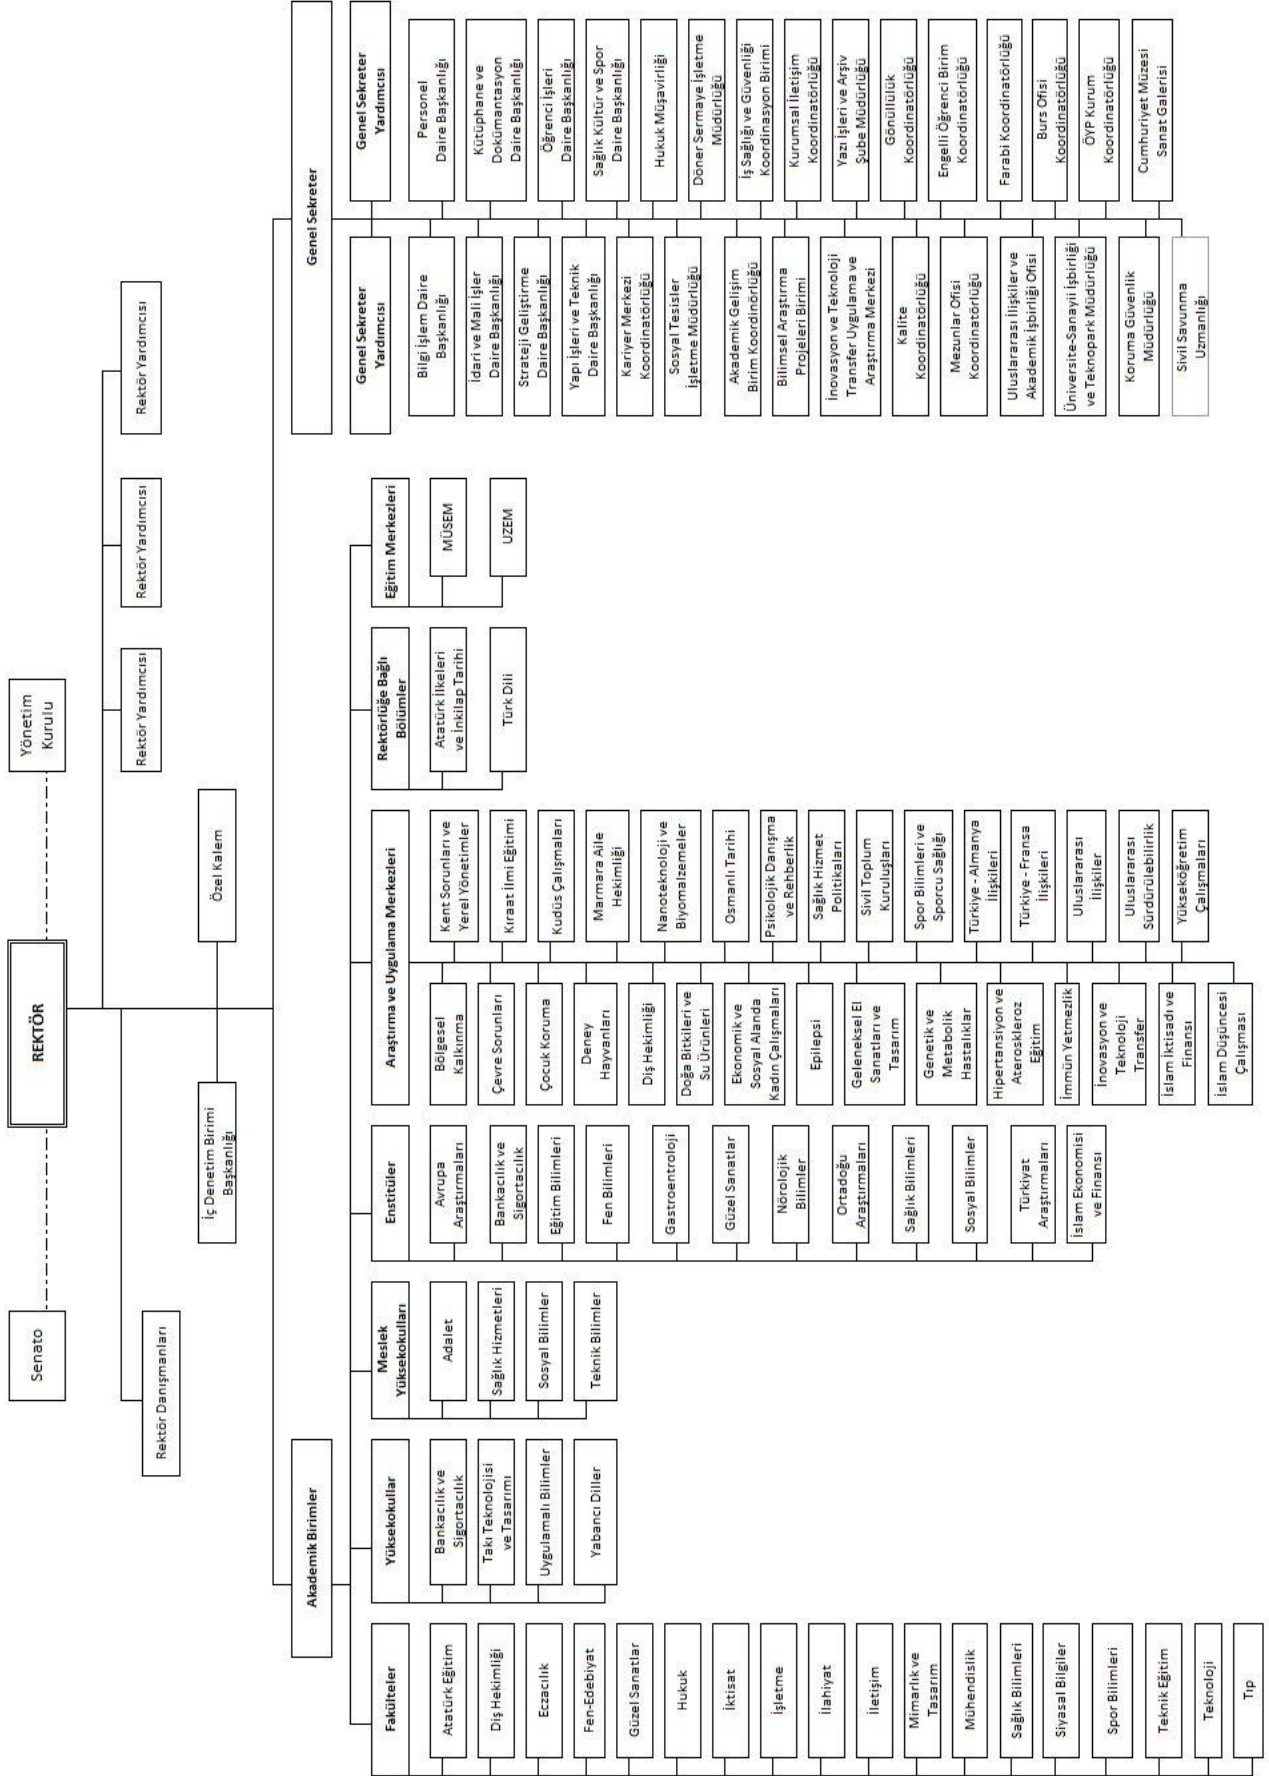 Senato
REKTÖR
Yönetim
Kurulu
Rektör Danışmanları
Rektör Yardımcısı
Rektör Yardımcısı
Rektör Yardımcısı
İç Denetim Birimi
Başkanlığı
Özel Kalem
Akademik Birimler
Genel Sekreter
Fakülteler
Atatürk Eğitim
Diş Hekimliği
Eczacılık
Fen-Edebiyat
Güzel Sanatlar
Hukuk
İktisat
İşletme
İlahiyat
İletişim
Mimarlık ve
Tasarım
Mühendislik
Sağlık Bilimleri
Siyasal Bilgiler
Spor Bilimleri
Teknik Eğitim
Teknoloji
Tıp
Yüksekokullar
Bankacılık ve
Sigortacılık
Takı Teknolojisi
ve Tasarımı
Uygulamalı Bilimler
Yabancı Diller
Meslek
Yüksekokulları
Adalet
Sağlık Hizmetleri
Sosyal Bilimler
Teknik Bilimler
Enstitüler
Avrupa
Araştırmaları
Bankacılık ve
Sigortacılık
Eğitim Bilimleri
Fen Bilimleri
Gastroentroloji
Güzel Sanatlar
Nörolojik
Bilimler
Ortadoğu
Araştırmaları
Sağlık Bilimleri
Sosyal Bilimler
Türkiyat
Araştırmaları
İslam Ekonomisi
ve Finansı
Araştırma ve Uygulama Merkezleri
Bölgesel
Kalkınma
Çevre Sorunları
Çocuk Koruma
Deney
Hayvanları
Diş Hekimliği
Doğa Bitkileri ve
Su Ürünleri
Ekonomik ve
Sosyal Alanda
Kadın Çalışmaları
Epilepsi
Geleneksel El
Sanatları ve
Tasarım
Genetik ve
Metabolik
Hastalıklar
Hipertansiyon ve
Ateroskleroz
Eğitim
İmmün Yetmezlik
İnovasyon ve
Teknoloji
Transfer
İslam İktisadı ve
Finansı
İslam Düşüncesi
Çalışması
Kent Sorunları ve
Yerel Yönetimler
Kıraat İlmi Eğitimi
Kudüs Çalışmaları
Marmara Aile
Hekimliği
Nanoteknoloji ve
Biyomalzemeler
Osmanlı Tarihi
Psikolojik Danışma
ve Rehberlik
Sağlık Hizmet
Politikaları
Sivil Toplum
Kuruluşları
Spor Bilimleri ve
Sporcu Sağlığı
Türkiye - Almanya
İlişkileri
Türkiye - Fransa
İlişkileri
Uluslararası
İlişkiler
Uluslararası
Sürdürülebilirlik
Yükseköğretim
Çalışmaları
Rektörlüğe Bağlı
Bölümler
Atatürk İlkeleri
ve İnkilap Tarihi
Türk Dili
Eğitim Merkezleri
MÜSEM
UZEM
Genel Sekreter
Yardımcısı
Bilgi İşlem Daire
Başkanlığı
İdari ve Mali İşler
Daire Başkanlığı
Strateji Geliştirme
Daire Başkanlığı
Yapı İşleri ve Teknik
Daire Başkanlığı
Kariyer Merkezi
Koordinatörlüğü
Sosyal Tesisler
İşletme Müdürlüğü
Akademik Gelişim
Birim Koordinörlüğü
Bilimsel Araştırma
Projeleri Birimi
İnovasyon ve Teknoloji
Transfer Uygulama ve
Araştırma Merkezi
Kalite
Koordinatörlüğü
Mezunlar Ofisi
Koordinatörlüğü
Uluslararası İlişkiler ve
Akademik İşbirliği Ofisi
Üniversite-Sanayii İşbirliği
ve Teknopark Müdürlüğü
Koruma Güvenlik
Müdürlüğü
Sivil Savunma
Uzmanlığı
Genel Sekreter
Yardımcısı
Personel
Daire Başkanlığı
Kütüphane ve
Dokümantasyon
Daire Başkanlığı
Öğrenci İşleri
Daire Başkanlığı
Sağlık Kültür ve Spor
Daire Başkanlığı
Hukuk Müşavirliği
Döner Sermaye İşletme
Müdürlüğü
İş Sağlığı ve Güvenliği
Koordinasyon Birimi
Kurumsal İletişim
Koordinatörlüğü
Yazı İşleri ve Arşiv
Şube Müdürlüğü
Gönüllülük
Koordinatörlüğü
Engelli Öğrenci Birim
Koordinatörlüğü
Farabi Koordinatörlüğü
Burs Ofisi
Koordinatörlüğü
ÖYP Kurum
Koordinatörlüğü
Cumhuriyet Müzesi
Sanat Galerisi